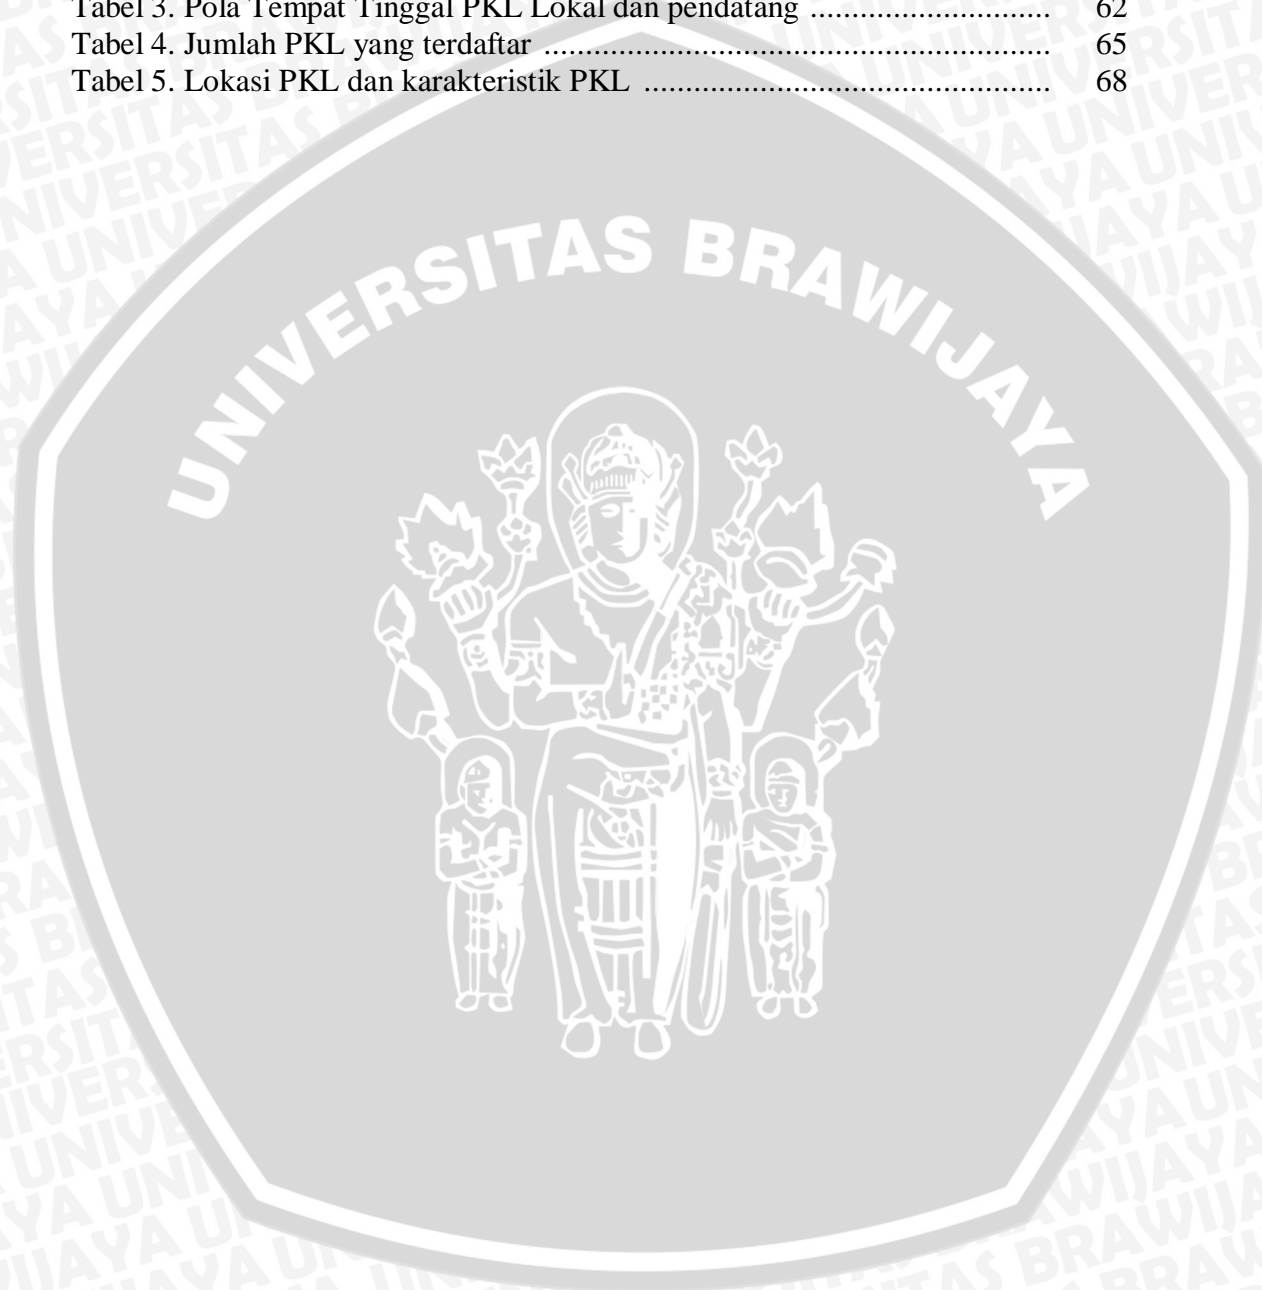 Tabel 3. Pola Tempat Tinggal PKL Lokal dan pendatang ............................. 62
Tabel 4. Jumlah PKL yang terdaftar .............................................................. 65
Tabel 5. Lokasi PKL dan karakteristik PKL ................................................. 68
UNIVERSITAS BRAWIJAYA